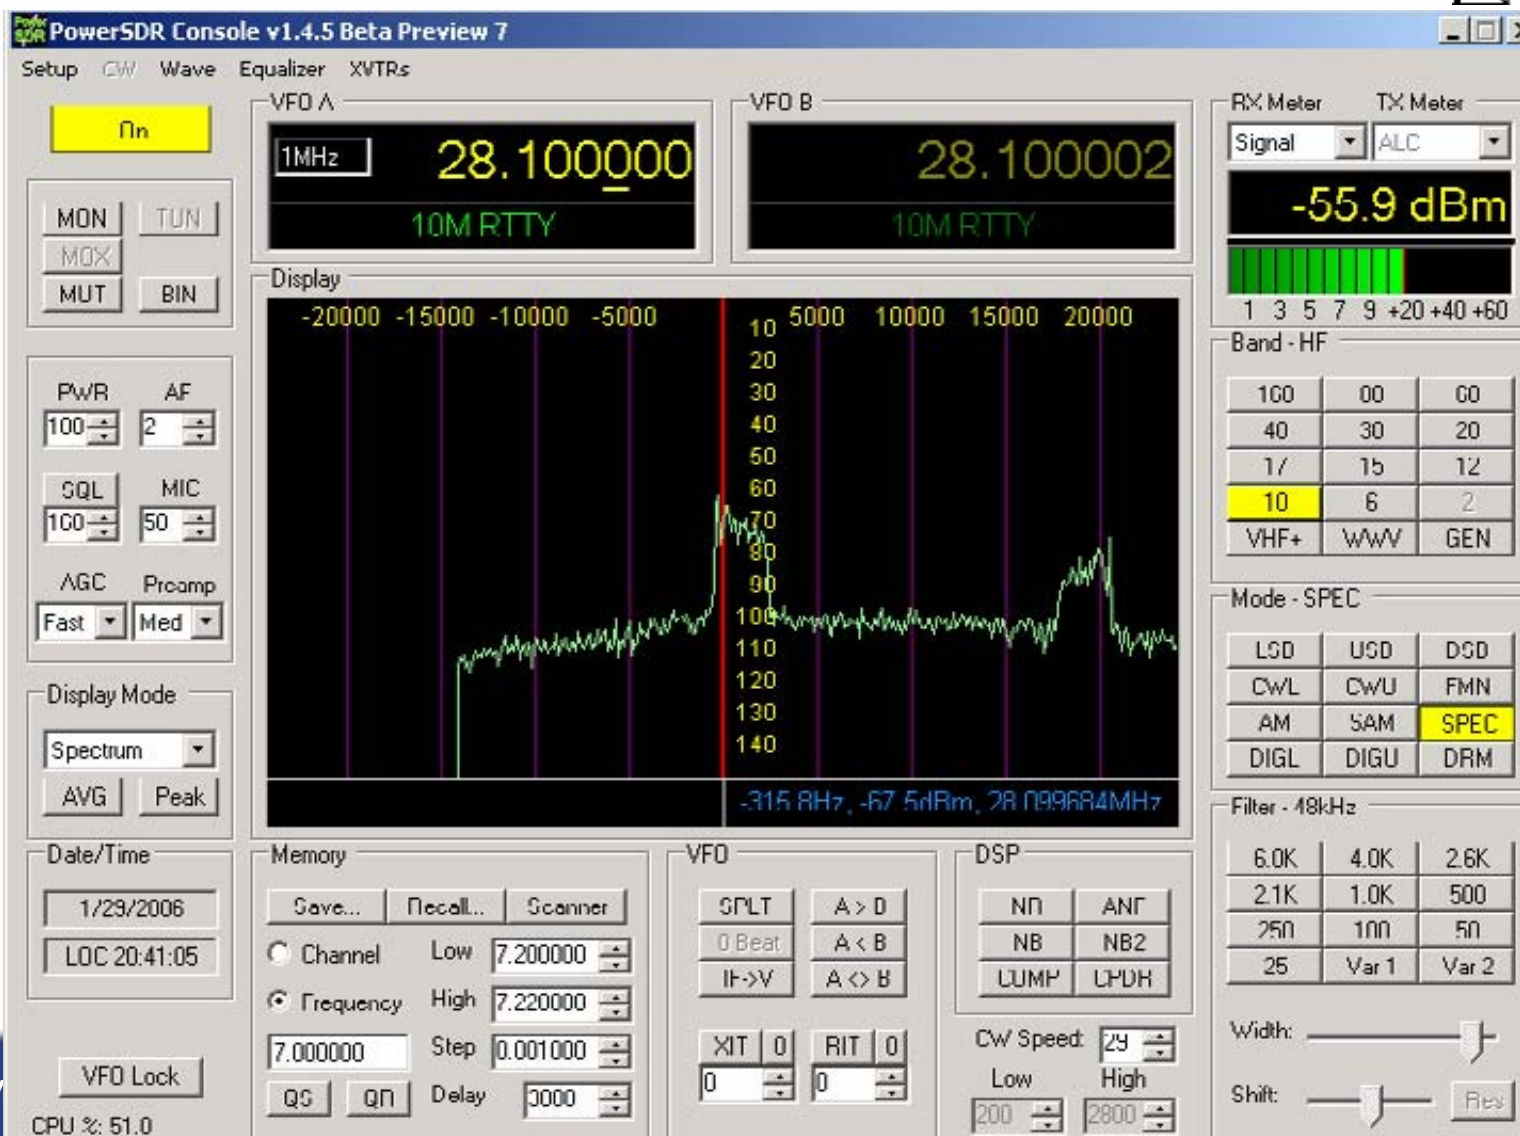 PowerSDR Console v1.4.5 Beta Preview 7
Setup CW Wave Equalizer XVTRs
On
MON TUN
MOX
MUT BIN
PWR AF
100 2
SQL MIC
50
AGC Preamp
Fast Med
Display Mode
Spectrum
AVG Peak
Date/Time
1/29/2006
LOC 20:41:05
VFO Lock
CPU %: 51.0
VFO A
1MHz 28.100000
10M RTTY
VFO B
28.100002
10M RTTY
Display
-20000 -15000 -10000 -5000 5000 10000 15000 20000
10
20
30
40
50
60
70
80
90
100
110
120
130
140
-315.8Hz, -67.5dBm, 28.099684MHz
Memory
Save... Recall... Scanner
Channel Low 7.200000
Frequency High 7.220000
7.000000 Step 0.001000
Delay
VFO
SPLT
0 Beat A < B
IF->V A <> B
XIT 0 RIT 0
0 0
DSP
NR ANF
NB NB2
COMP CPDR
CW Speed: 29
Low High
200 2800
RX Meter TX Meter
Signal ALC
-55.9 dBm
1 3 5 7 9 +20 +40 +60
Band - HF
40 30 20
17 15 12
10 6 2
VHF+ WWV GEN
Mode - SPEC
LSB USB DSB
CWL CWU FMN
AM SAM SPEC
DIGL DIGU DRM
Filter - 48kHz
6.0K 4.0K 2.6K
2.1K 1.0K 500
250 100 50
25 Var 1 Var 2
Width:
Shift: Res